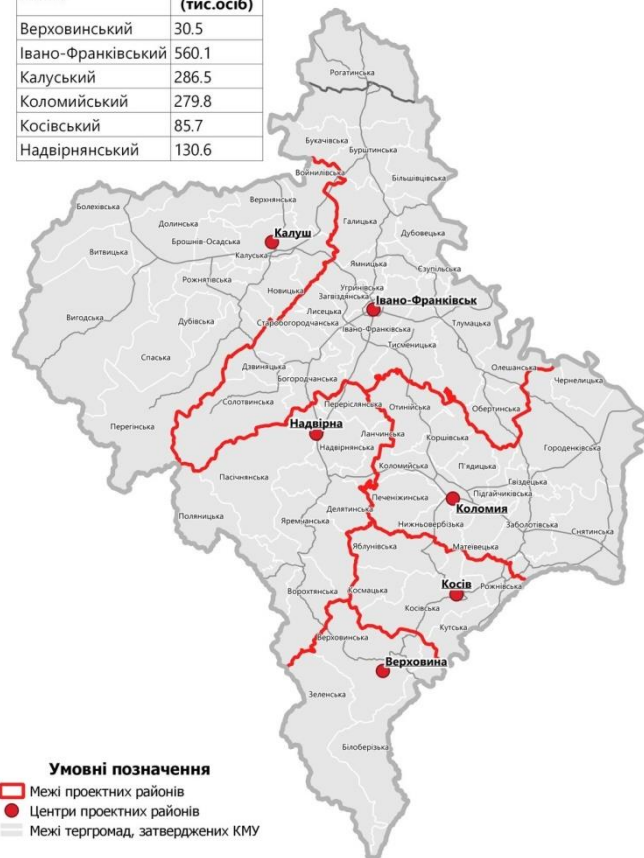 (тис.осіб)
Верховинський 30.5
Івано-Франківський 560.1
Калуський 286.5
Коломийський 279.8
Косівський 85.7
Надвірнянський 130.6
Рогатинська
Букачівська
Бурштинська
Войнилівська
Більшівцівська
Верхнянська
Болехівська
Долинська
Галицька
Калуш
Дубовецька
Брошнів-Осадська
Витвицька
Калуська
Ямницька
Єзупільська
Рожнятівська
Угринівська
Новицька
Загвіздянська
Івано-Франківськ
Вигодська
Лисецька
Дубівська
Старобогородчанська
Івано-Франківська
Тлумацька
Тисменицька
Спаська
Дзвиняцька
Олешанська
Богородчанська
Чернелицька
Солотвинська
Переріслянська
Отинійська
Обертинська
Перегінська
Надвірна
Ланчинська
Коршівська
Надвірнянська
Городенківська
Коломийська
П'ядицька
Пасічнянська
Гвіздецька
Печеніжинська
Підгайчиківська
Коломия
Делятинська
Поляницька
Яремчанська
Нижньовербізька
Заболотівська
Снятинська
Яблунівська
Матеївецька
Косів
Рожнівська
Ворохтянська
Космацька
Косівська
Кутська
Верховинська
Верховина
Зеленська
Білоберізька
Умовні позначення
Межі проектних районів
Центри проектних районів
Межі тергромад, затверджених КМУ